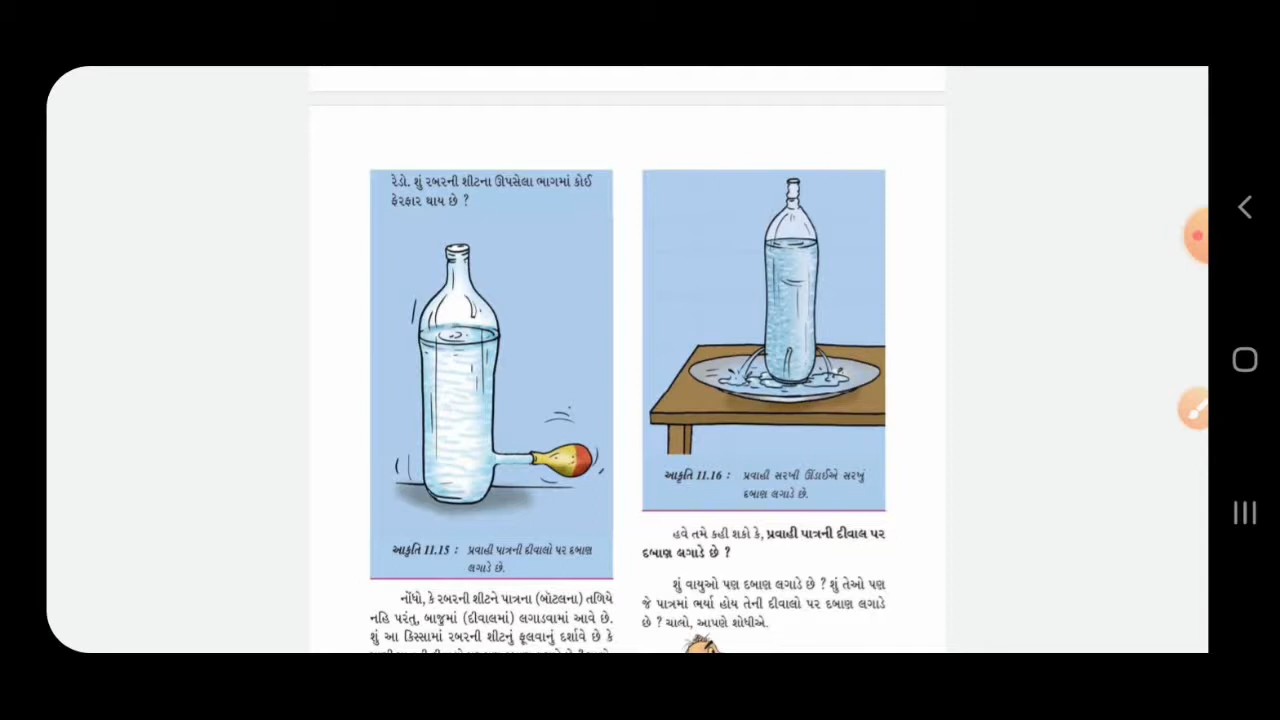 રેડો. શું રબરની શીટના ઊપસેલા ભાગમાં કોઈ
ફેરફાર થાય છે ?
આકૃતિ 11.15 : પ્રવાહી પાત્રની દીવાલો પર દબાણ
લગાડે છે.
નોંધો, કે રબરની શીટને પાત્રના (બૉટલના) તળિયે
નહિ પરંતુ, બાજુમાં (દીવાલમાં) લગાડવામાં આવે છે.
શું આ કિસ્સામાં રબરની શીટનું ફૂલવાનું દર્શાવે છે કે
આકૃતિ 11.16 : પ્રવાહી સરખી ઊંડાઈએ સરખું
દબાણ લગાડે છે.
હવે તમે કહી શકો કે, પ્રવાહી પાત્રની દીવાલ પર
દબાણ લગાડે છે ?
શું વાયુઓ પણ દબાણ લગાડે છે ? શું તેઓ પણ
જે પાત્રમાં ભર્યા હોય તેની દીવાલો પર દબાણ લગાડે
છે ? ચાલો, આપણે શોધીએ.